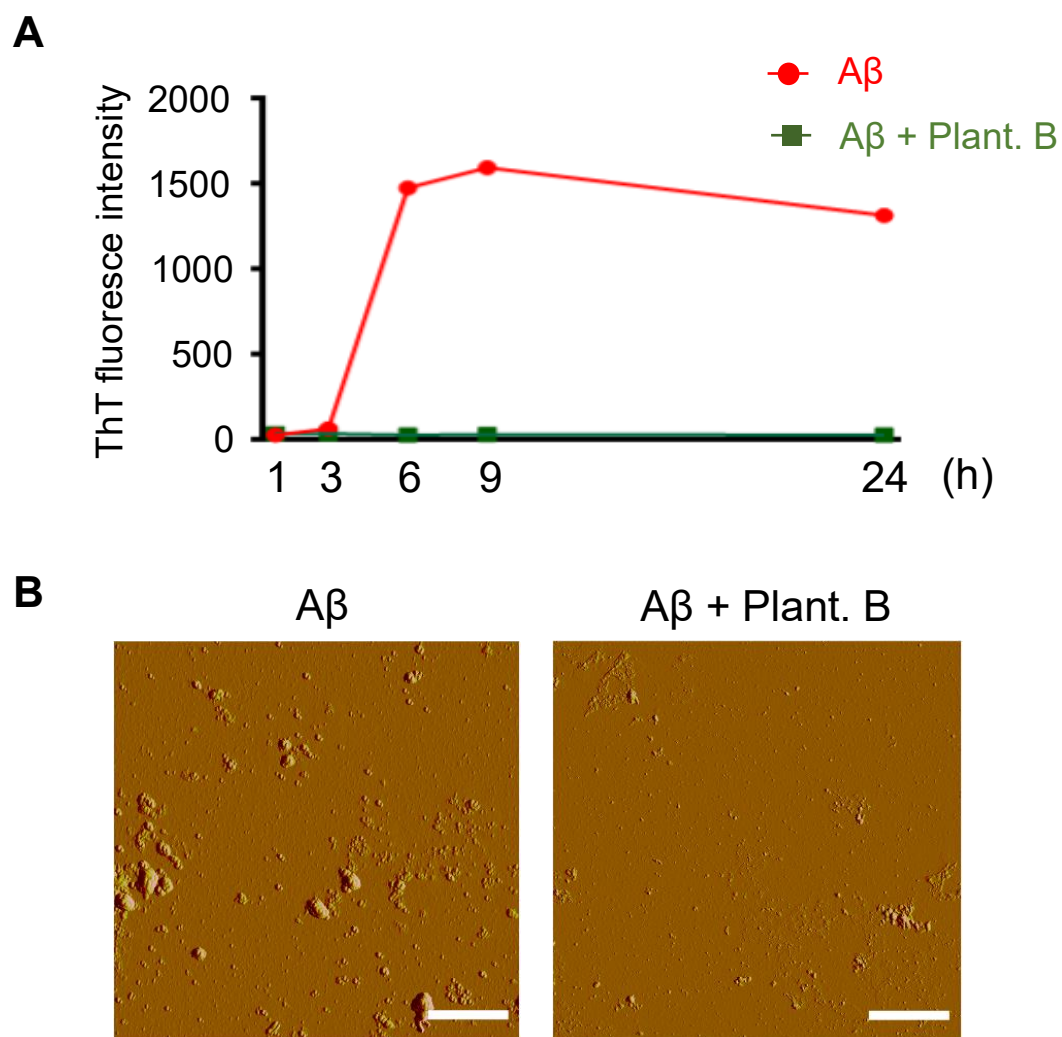 A
Aβ
Aβ + Plant. B
ThT fluoresce intensity
2000
1500
1000
500
0
1 3 6 9 24 (h)
B
Aβ Aβ + Plant. B